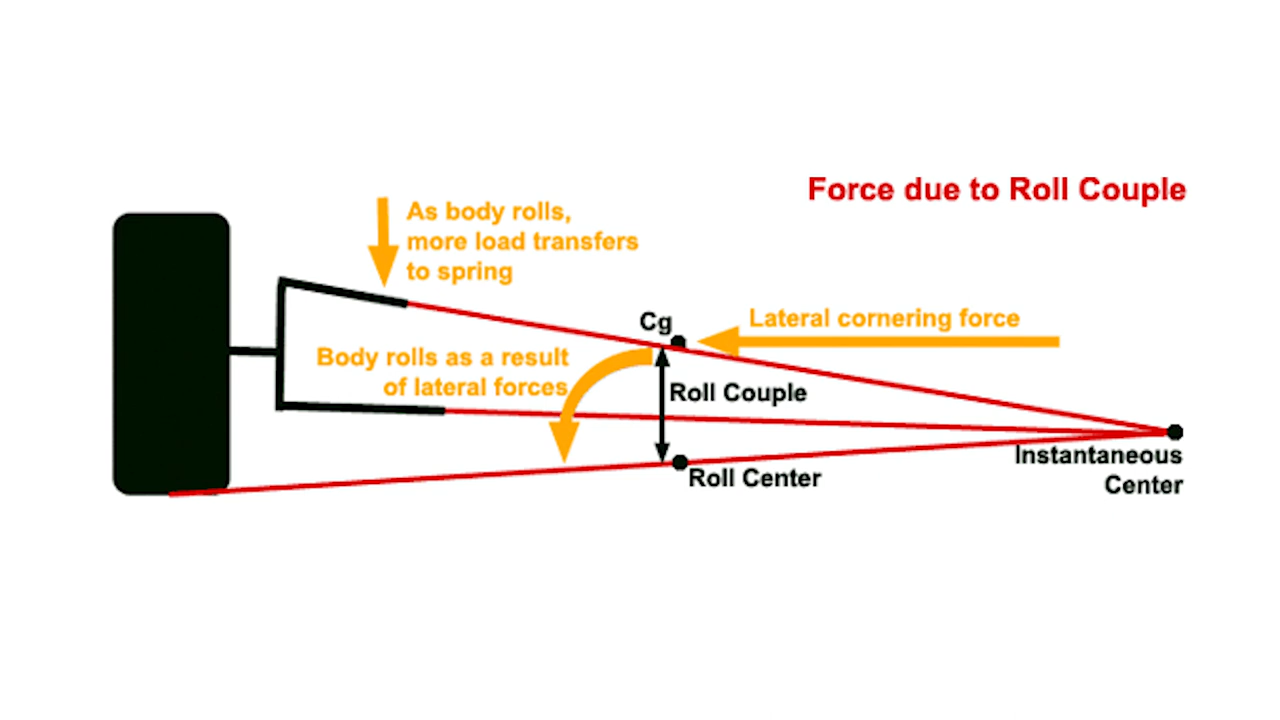 Force due to Roll Couple
As body rolls,
more load transfers
to spring
Cg
Lateral cornering force
Body rolls as a result
of lateral forces
Roll Couple
Instantaneous
Center
Roll Center